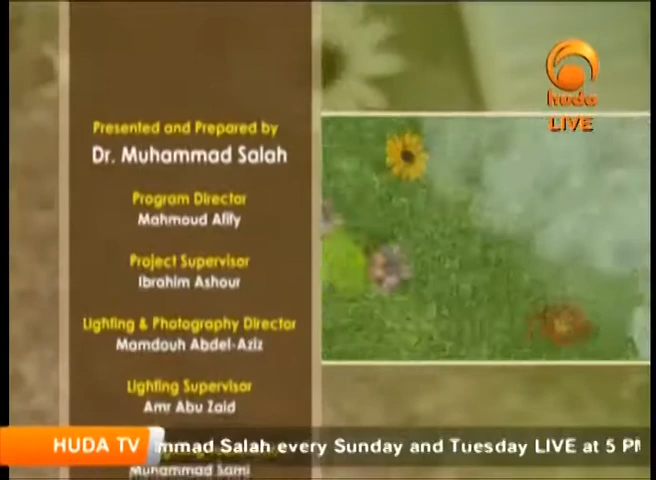 huda
LIVE
Presented and Prepared by
Dr. Muhammad Salah
Program Director
Mahmoud Afify
Project Supervisor
Ibrahim Ashour
Lighting & Photography Director
Mamdouh Abdel-Aziz
Lighting Supervisor
Amr Abu Zaid
HUDA TV mmad Salah every Sunday and Tuesday LIVE at 5 PM
Muhammad Sami